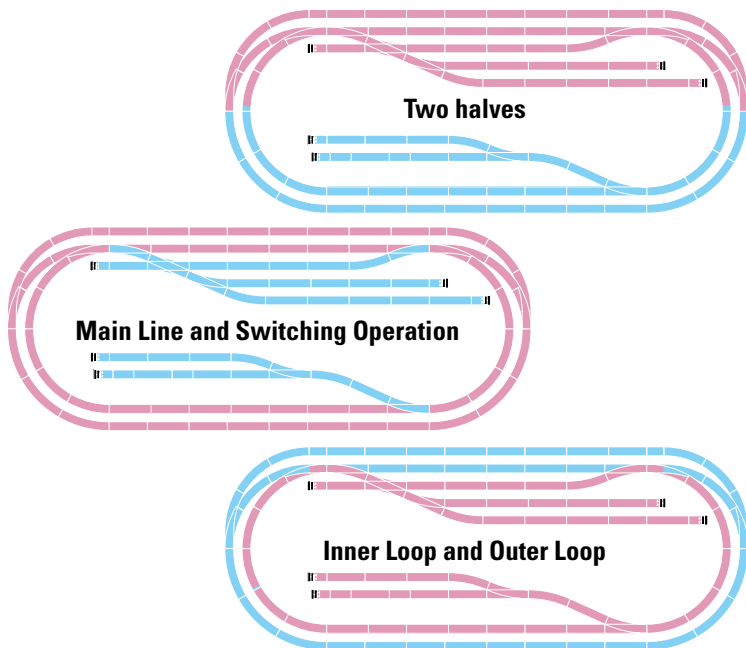 Two halves
Main Line and Switching Operation
Inner Loop and Outer Loop